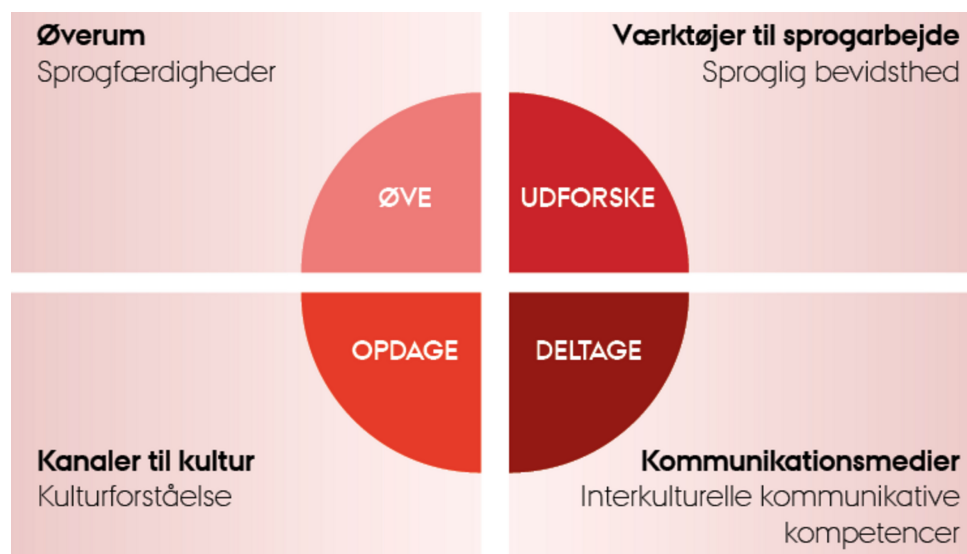 Øverum
Sprogfærdigheder
Værktøjer til sprogarbejde
Sproglig bevidsthed
ØVE
UDFORSKE
OPDAGE
DELTAGE
Kanaler til kultur
Kulturforståelse
Kommunikationsmedier
Interkulturelle kommunikative
kompetencer